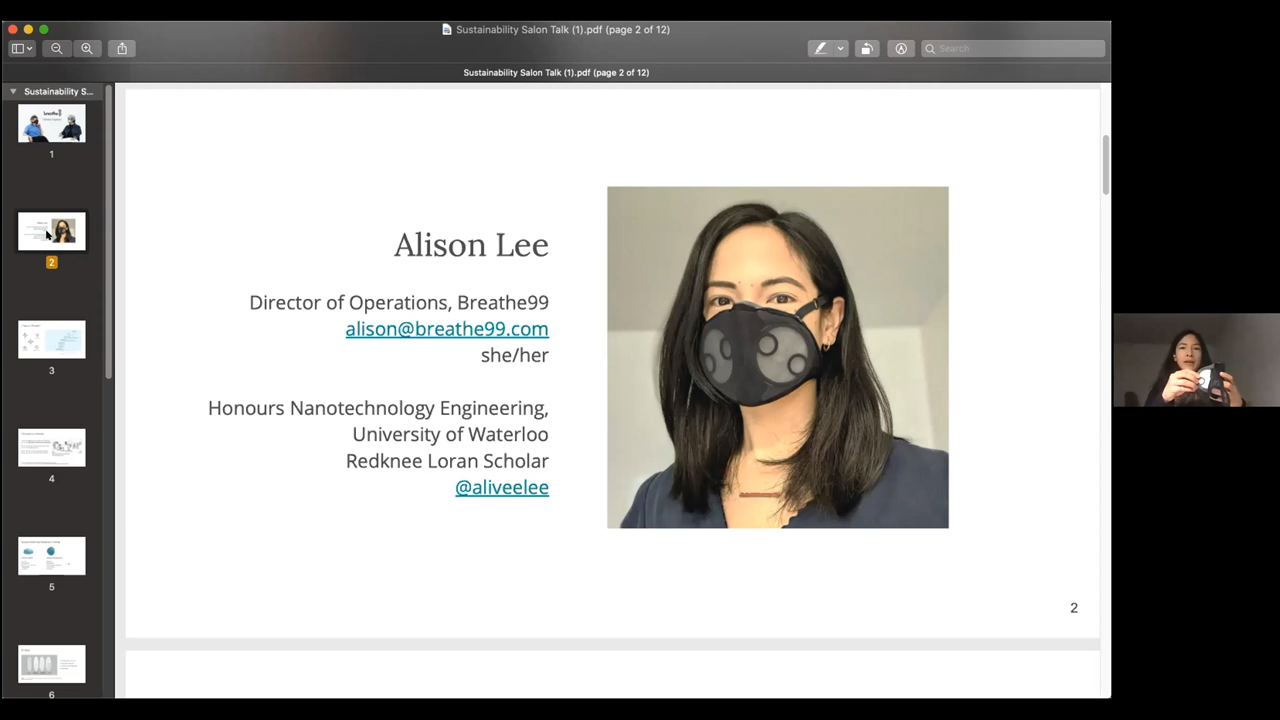 Sustainability Salon Talk (1).pdf (page 2 of 12)
Search
Sustainability Salon Talk (1).pdf (page 2 of 12)
Sustainability S...
1
2
3
4
5
6
Alison Lee
Director of Operations, Breathe99
alison@breathe99.com
she/her
Honours Nanotechnology Engineering,
University of Waterloo
Redknee Loran Scholar
@aliveelee
2